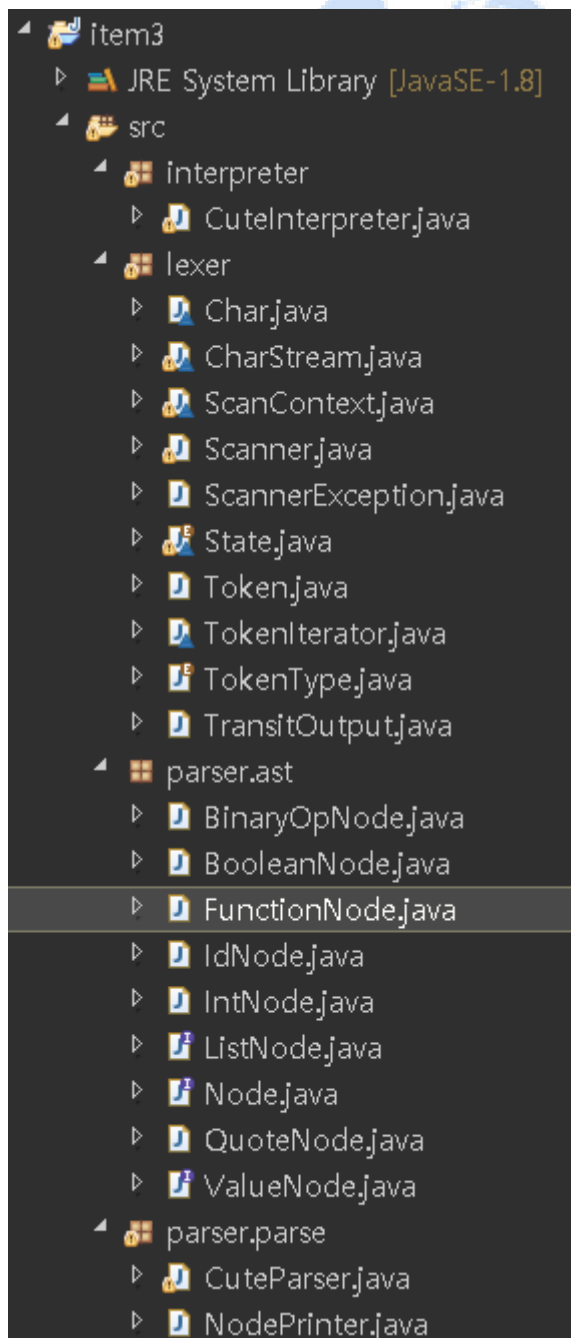 item3
JRE System Library [JavaSE-1.8]
src
interpreter
CuteInterpreter.java
lexer
Char.java
CharStream.java
ScanContext.java
Scanner.java
ScannerException.java
State.java
Token.java
TokenIterator.java
TokenType.java
TransitOutput.java
parser.ast
BinaryOpNode.java
BooleanNode.java
FunctionNode.java
IdNode.java
IntNode.java
ListNode.java
Node.java
QuoteNode.java
ValueNode.java
parser.parse
CuteParser.java
NodePrinter.java